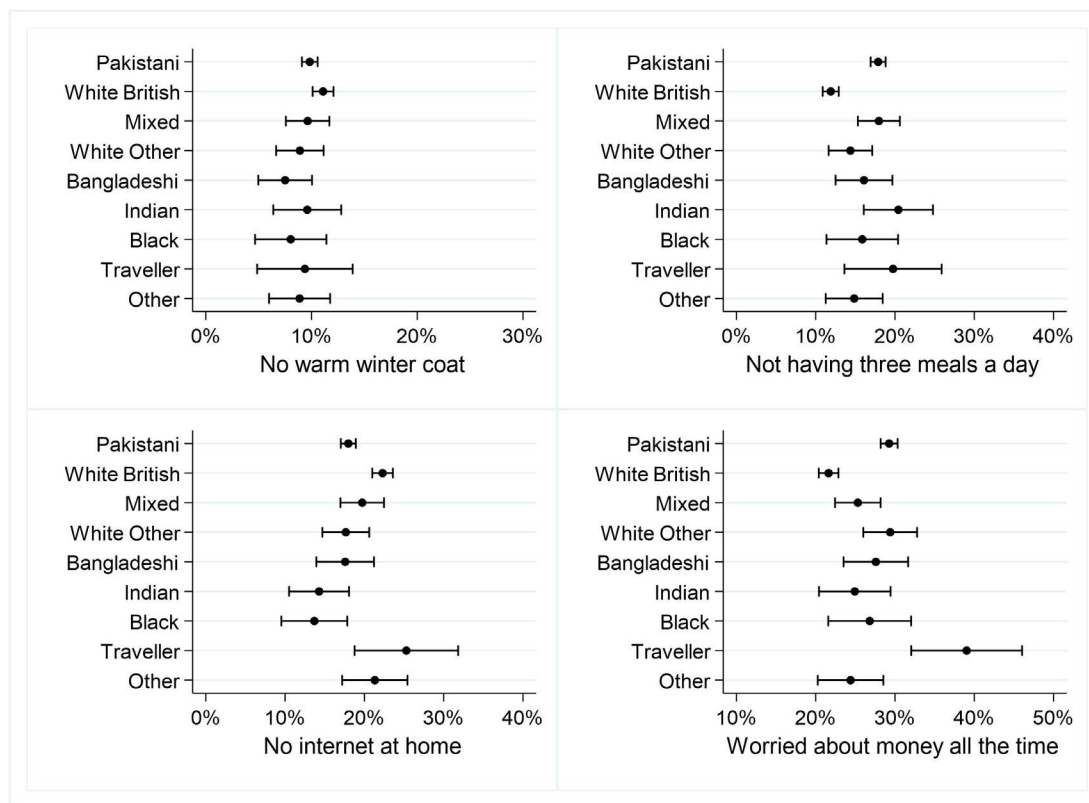 Pakistani
White British
Mixed
White Other
Bangladeshi
Indian
Black
Traveller
Other
0% 10% 20% 30%
No warm winter coat
Pakistani
White British
Mixed
White Other
Bangladeshi
Indian
Black
Traveller
Other
0% 10% 20% 30% 40%
Not having three meals a day
Pakistani
White British
Mixed
White Other
Bangladeshi
Indian
Black
Traveller
Other
0% 10% 20% 30% 40%
No internet at home
Pakistani
White British
Mixed
White Other
Bangladeshi
Indian
Black
Traveller
Other
10% 20% 30% 40% 50%
Worried about money all the time